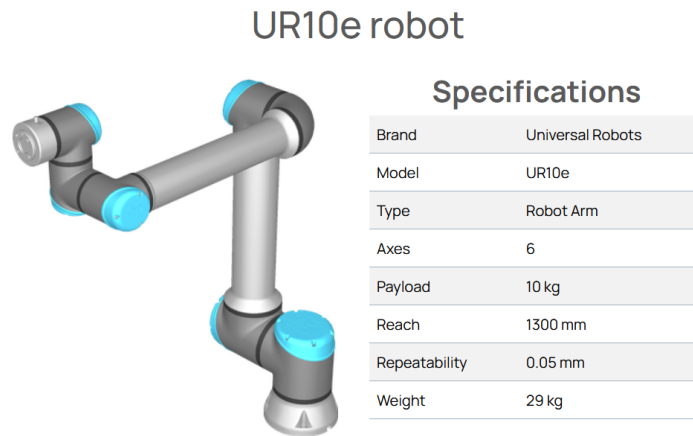 UR10e robot
Specifications
Brand Universal Robots
Model UR10e
Type Robot Arm
Axes 6
Payload 10 kg
Reach 1300 mm
Repeatability 0.05 mm
Weight 29 kg